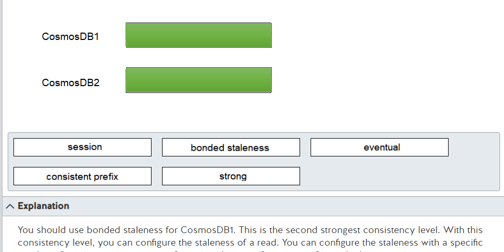 CosmosDB1
CosmosDB2
session
bonded staleness
eventual
consistent prefix
strong
Explanation
You should use bonded staleness for CosmosDB1. This is the second strongest consistency level. With this
consistency level, you can configure the staleness of a read. You can configure the staleness with a specific